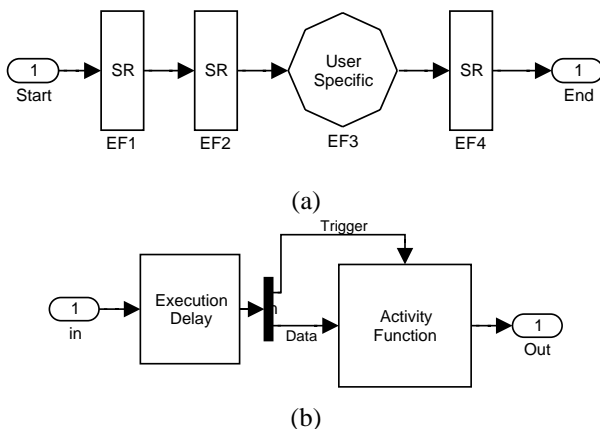 1
Start
SR
EF1
SR
EF2
User
Specific
EF3
SR
EF4
1
End
(a)
Trigger
1
in
Execution
Delay
Data
Activity
Function
1
Out
(b)